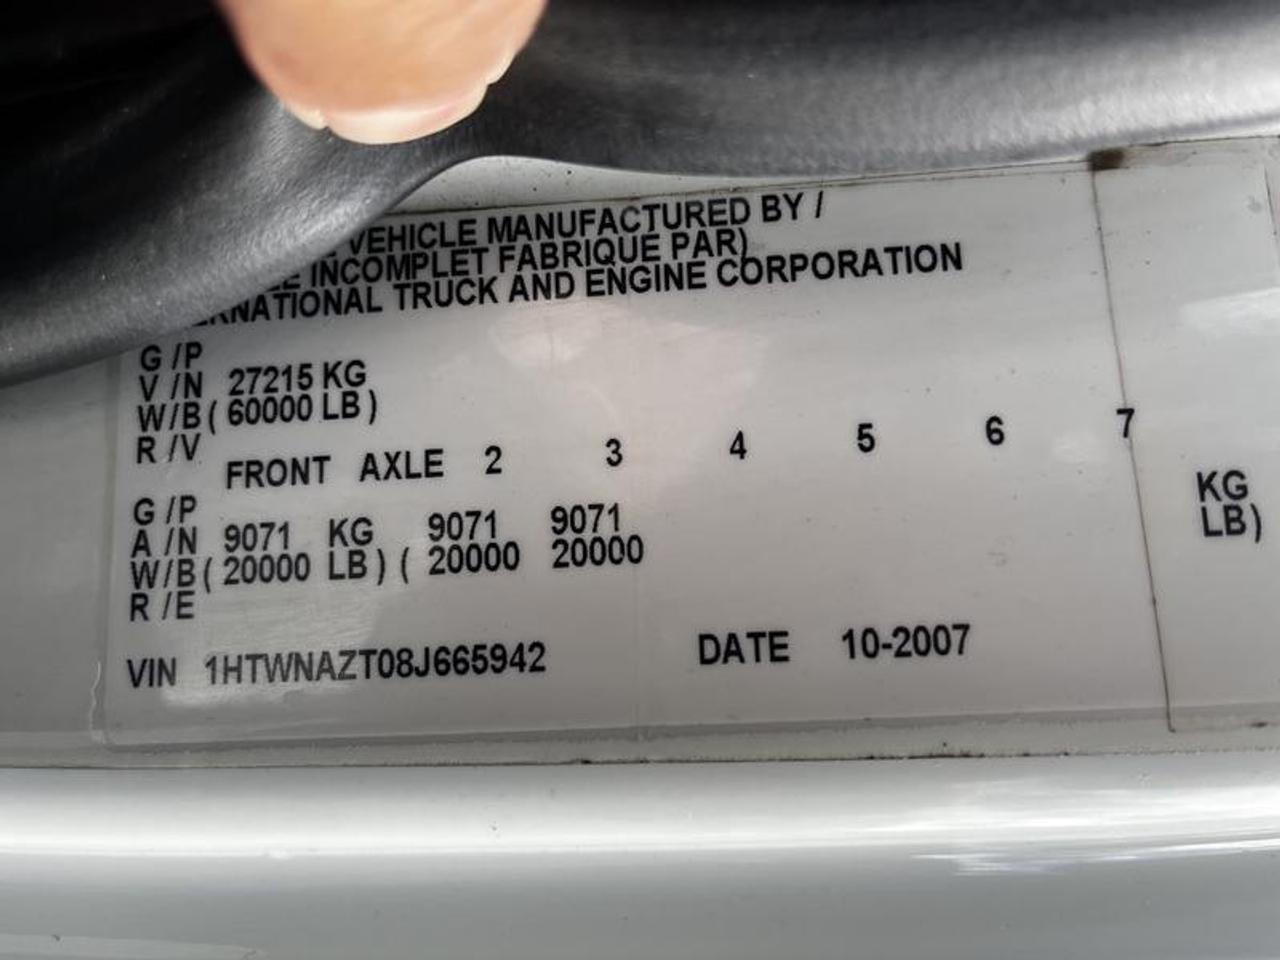 VEHICLE MANUFACTURED BY /
INCOMPLET FABRIQUE PAR)
TRUCK AND ENGINE CORPORATION
G /P
V /N 27215 KG
W/B ( 60000 LB )
R /V
FRONT AXLE 2 3 4 5 6 7
G /P
A /N 9071 KG 9071 9071 KG
W/B ( 20000 LB ) ( 20000 20000 LB)
R /E
VIN 1HTWNAZT08J665942 DATE 10-2007